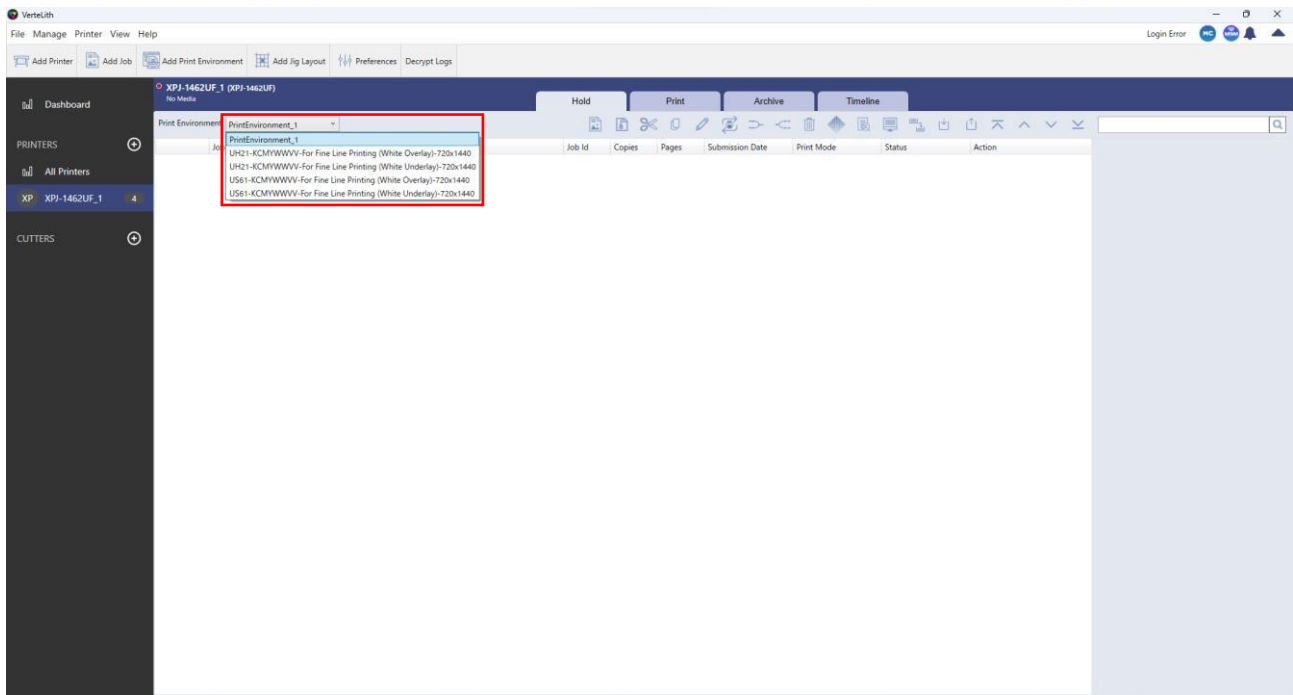 VerteLith
File Manage Printer View Help
Login Error MC
Add Printer Add Job Add Print Environment Add Jig Layout Preferences Decrypt Logs
Dashboard
XPJ-1462UF_1 (XPJ-1462UF)
No Media
Hold Print Archive Timeline
Print Environment PrintEnvironment_1
PrintEnvironment_1
UH21-KCMYWWVV-For Fine Line Printing (White Overlay)-720x1440
UH21-KCMYWWVV-For Fine Line Printing (White Underlay)-720x1440
US61-KCMYWWVV-For Fine Line Printing (White Overlay)-720x1440
US61-KCMYWWVV-For Fine Line Printing (White Underlay)-720x1440
Job Id Copies Pages Submission Date Print Mode Status Action
PRINTERS
All Printers
XP XPJ-1462UF_1 4
CUTTERS